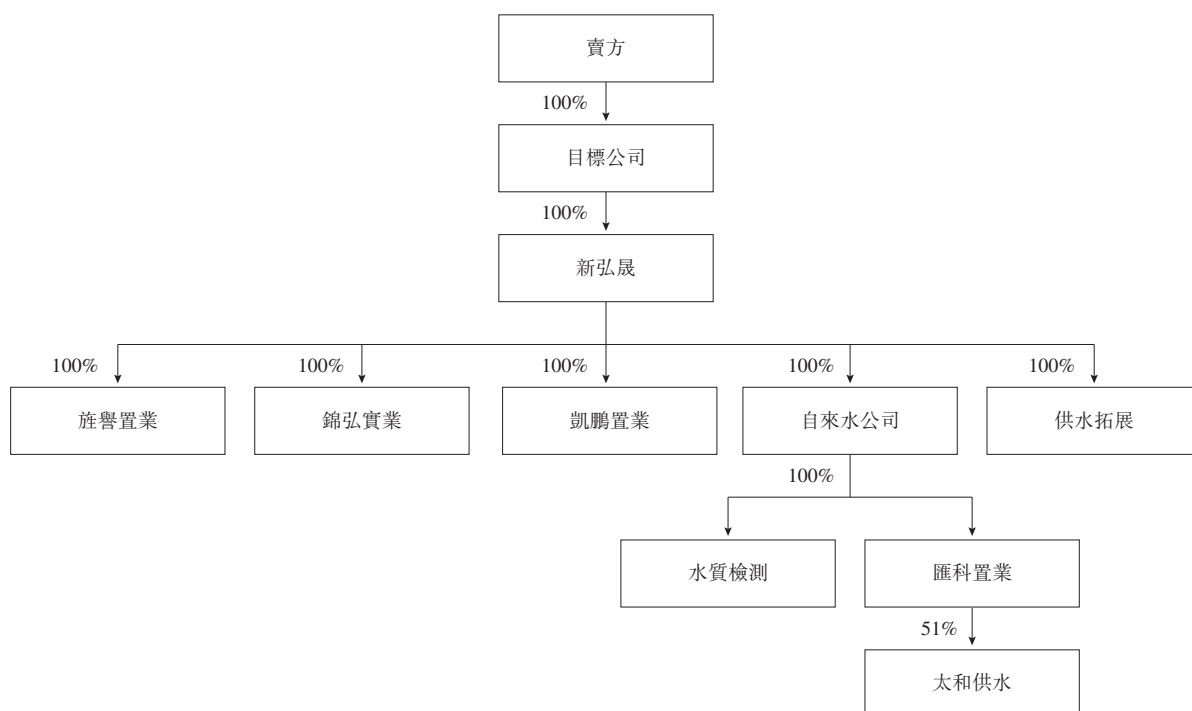 賣方
100%
目標公司
100%
新弘晟
100% 100% 100% 100% 100%
旌譽置業 錦弘實業 凱鵬置業 自來水公司 供水拓展
100%
水質檢測 匯科置業
51%
太和供水